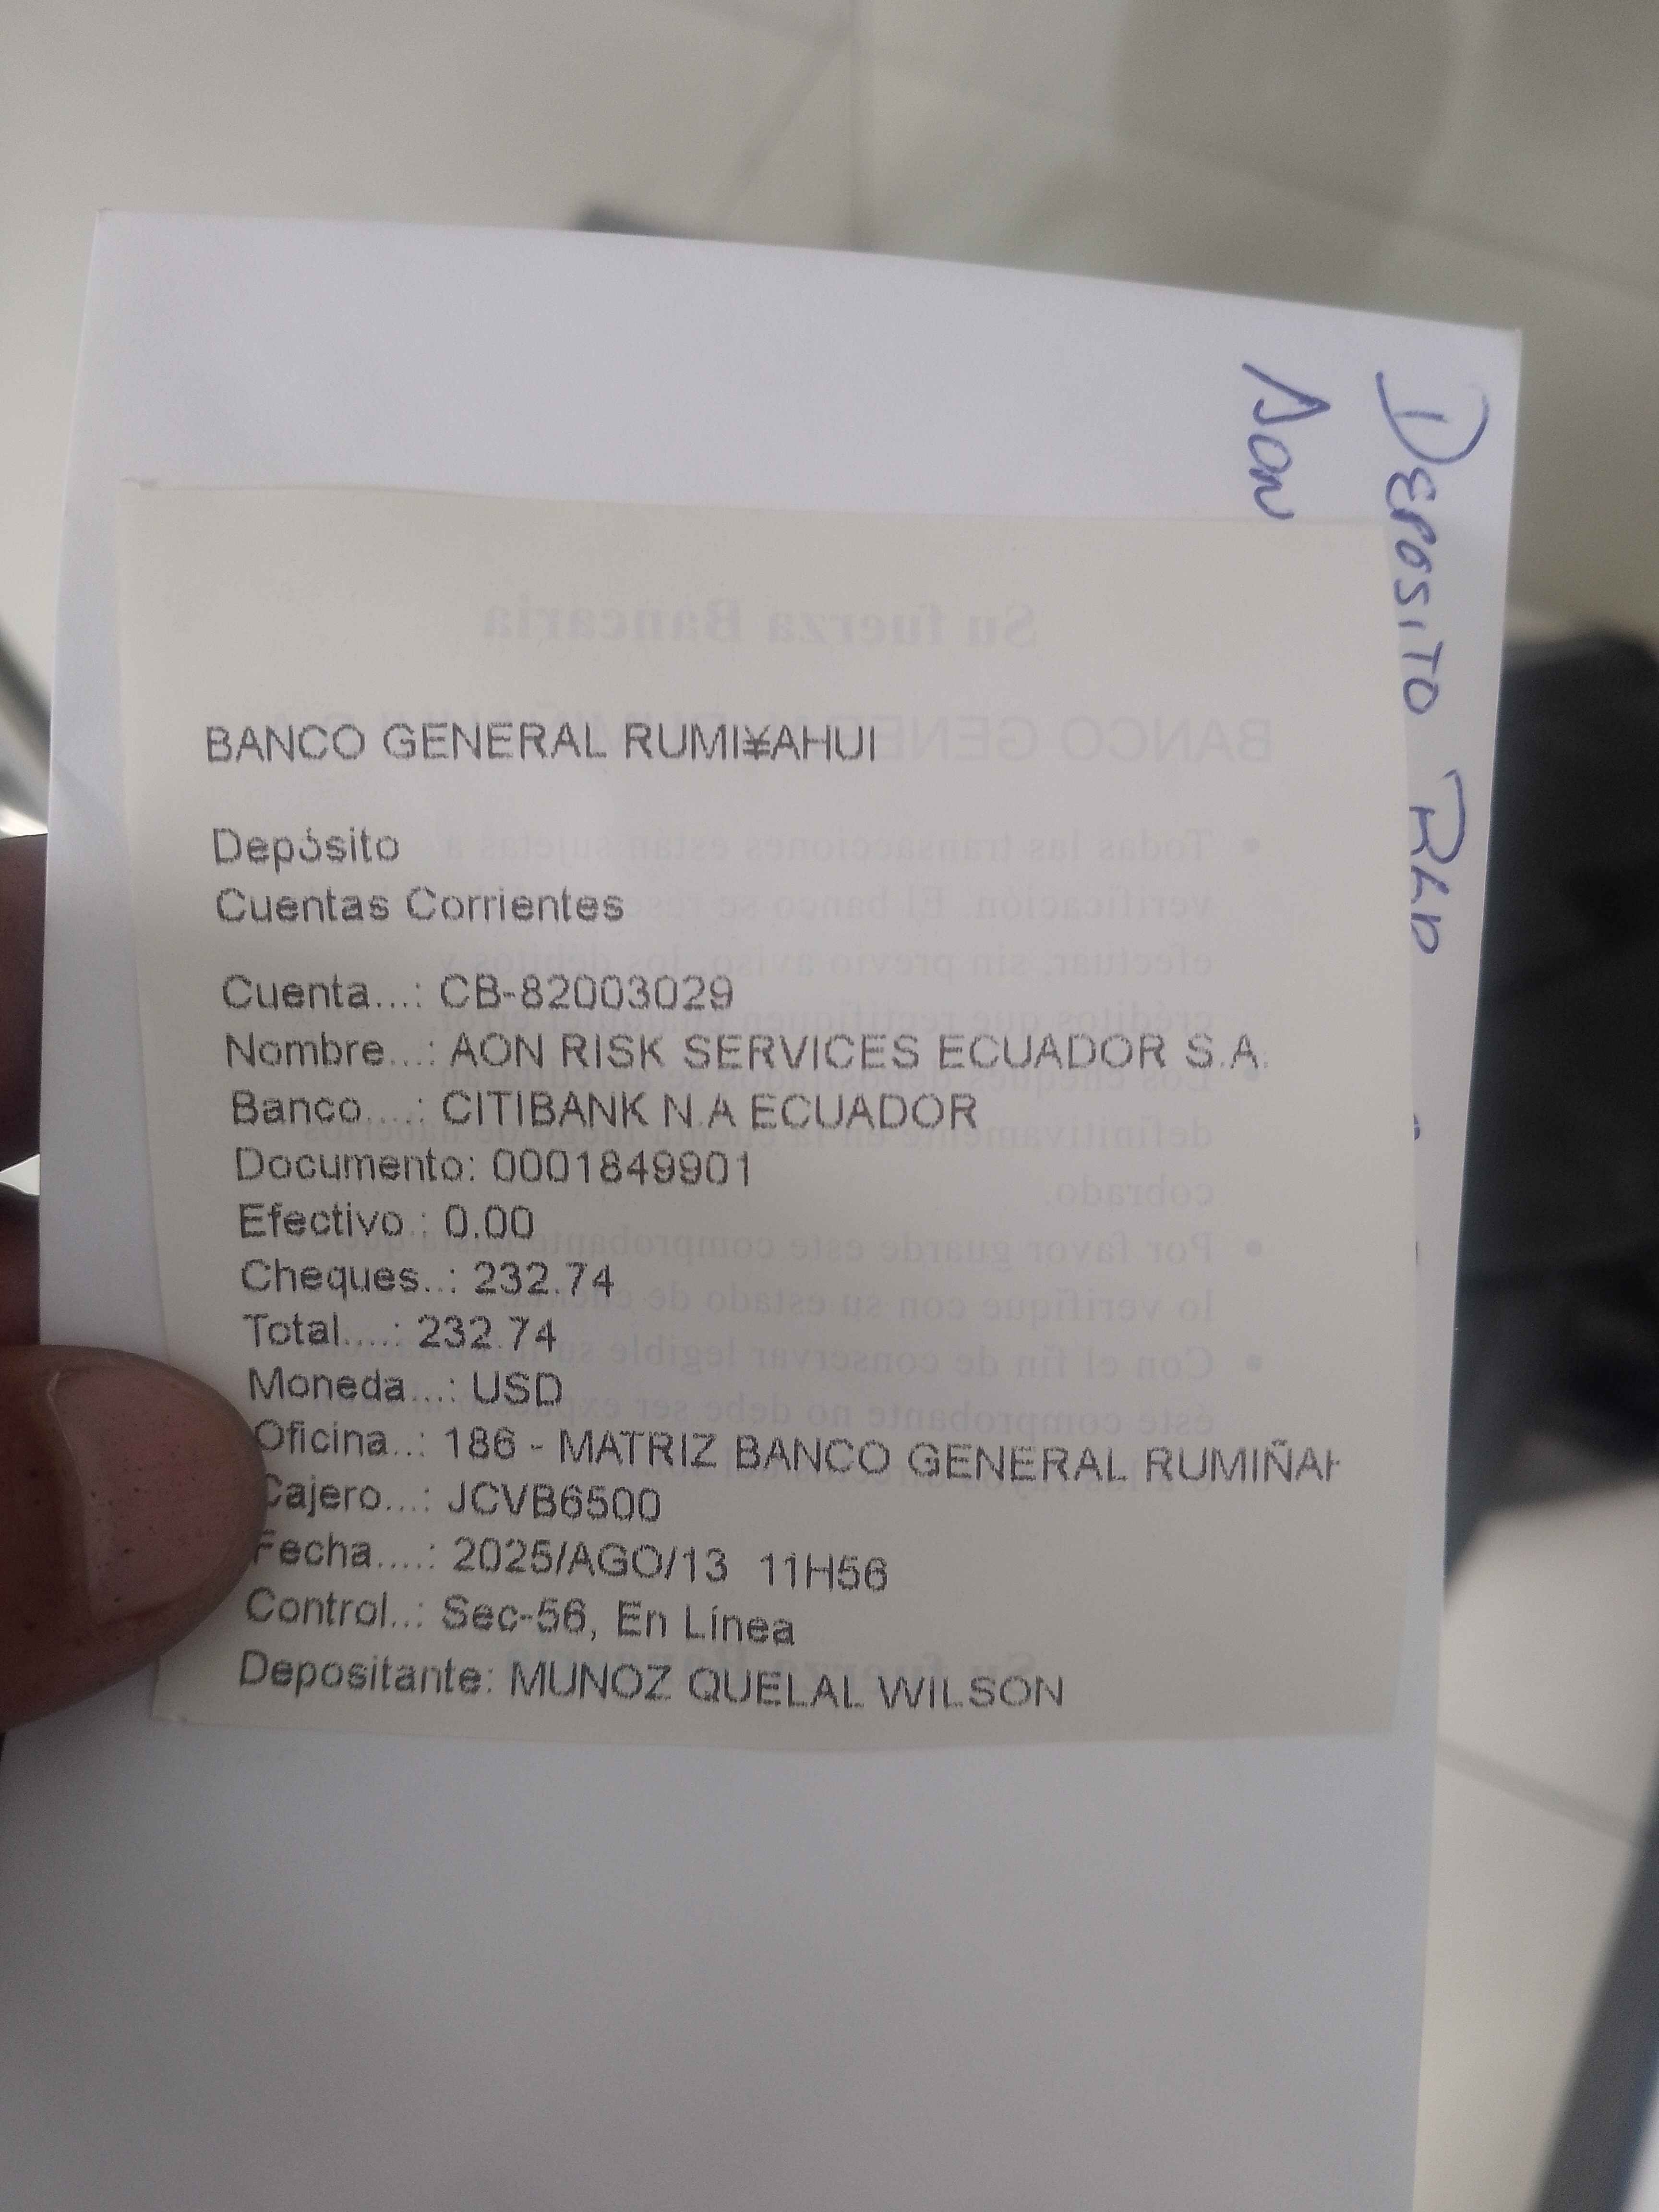 DEPOSITO
AON
BANCO GENERAL RUMI¥AHUI
Depósito
Cuentas Corrientes
Cuenta...: CB-82003029
Nombre...: AON RISK SERVICES ECUADOR S.A.
Banco....: CITIBANK N.A ECUADOR
Documento: 0001849901
Efectivo.: 0.00
Cheques..: 232.74
Total....: 232.74
Moneda...: USD
Oficina..: 186 - MATRIZ BANCO GENERAL RUMIÑAH
Cajero...: JCVB6500
Fecha....: 2025/AGO/13 11H56
Control..: Sec-56, En Línea
Depositante: MUNOZ QUELAL WILSON